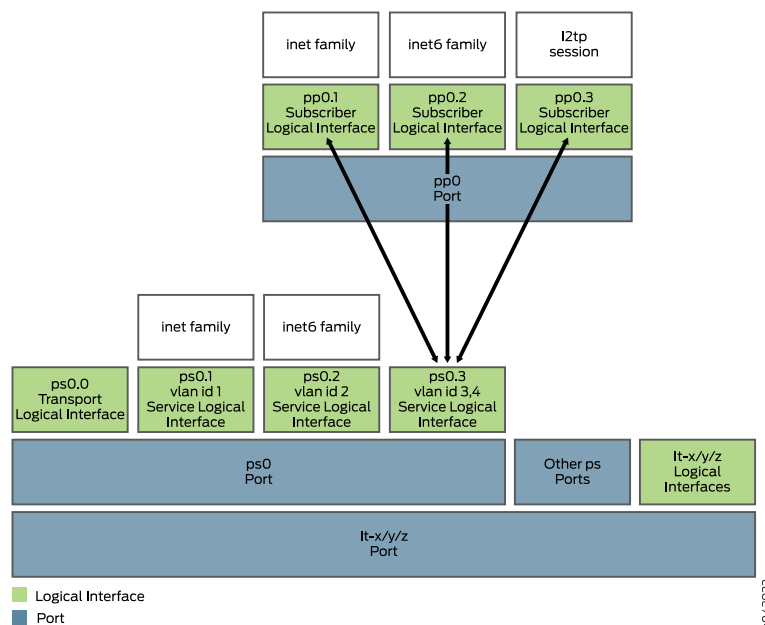 inet family
inet6 family
l2tp
session
pp0.1
Subscriber
Logical Interface
pp0.2
Subscriber
Logical Interface
pp0.3
Subscriber
Logical Interface
pp0
Port
inet family
inet6 family
ps0.0
Transport
Logical Interface
ps0.1
vlan id 1
Service Logical
Interface
ps0.2
vlan id 2
Service Logical
Interface
ps0.3
vlan id 3,4
Service Logical
Interface
ps0
Port
Other ps
Ports
lt-x/y/z
Logical
Interfaces
lt-x/y/z
Port
Logical Interface
Port